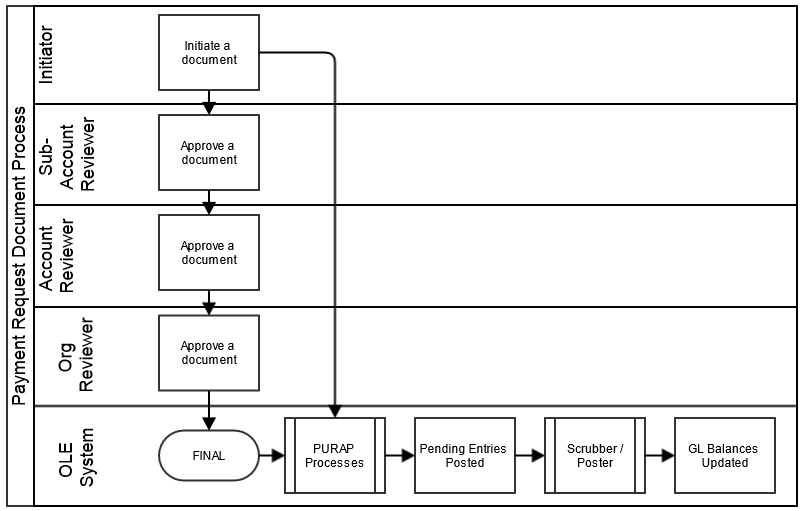 Payment Request Document Process
Initiator
Initiate a
document
Sub-
Account
Reviewer
Approve a
document
Account
Reviewer
Approve a
document
Org
Reviewer
Approve a
document
OLE
System
FINAL
PURAP
Processes
Pending Entries
Posted
Scrubber /
Poster
GL Balances
Updated